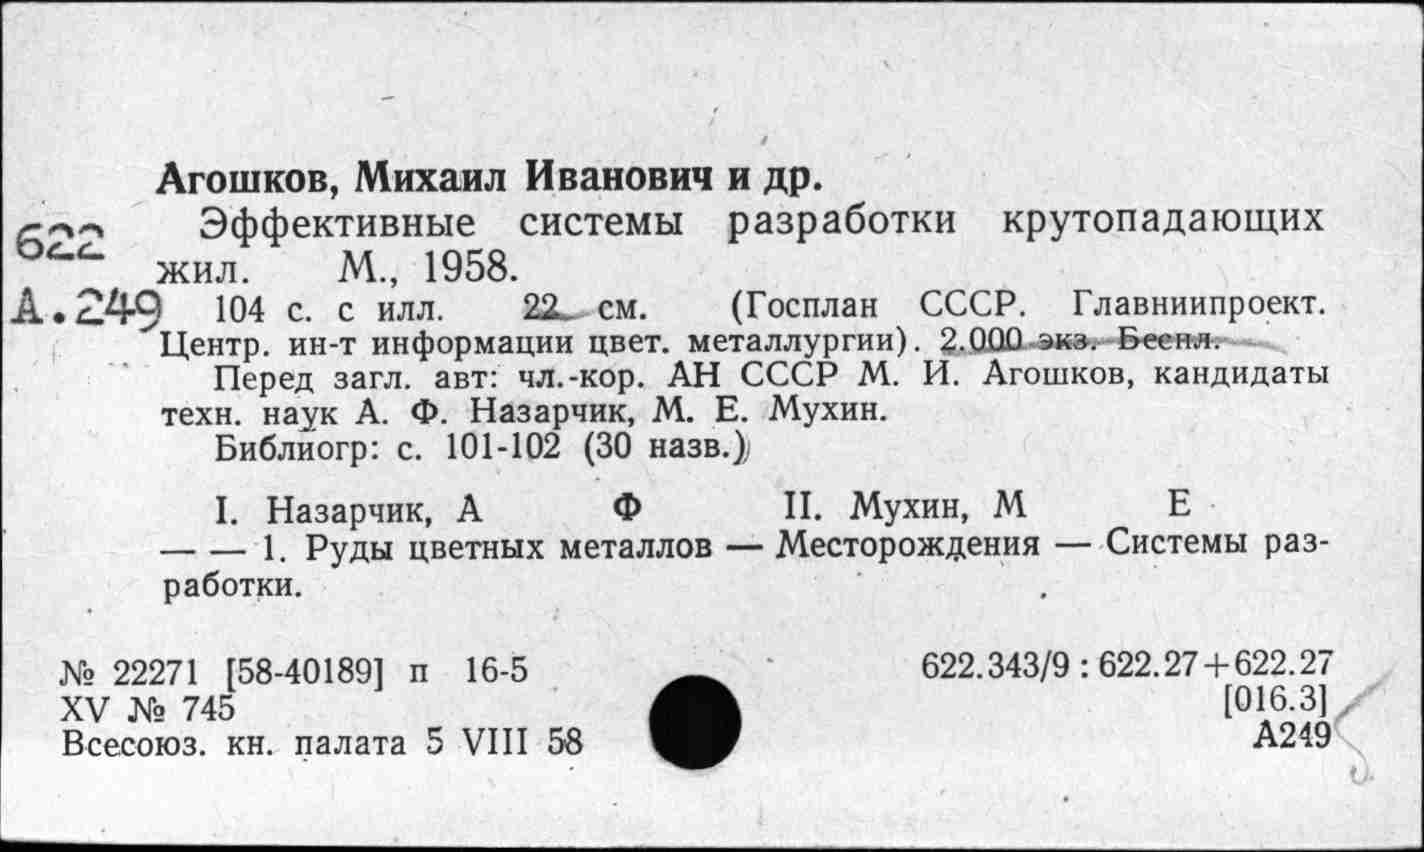 Агошков, Михаил Иванович и др.
622 Эффективные системы разработки крутопадающих
жил. М., 1958.
А.249 104 с. с илл. 22 см. (Госплан СССР. Главниипроект.
Центр. ин-т информации цвет. металлургии). 2.000 экз. Беспл.
Перед загл. авт: чл.-кор. АН СССР М. И. Агошков, кандидаты
техн. наук А. Ф. Назарчик, М. Е. Мухин.
Библиогр: с. 101-102 (30 назв.)
I. Назарчик, А Ф II. Мухин, М Е
— — 1. Руды цветных металлов — Месторождения — Системы раз-
работки.
№ 22271 [58-40189] п 16-5 622.343/9 : 622.27+622.27
XV № 745 [016.3]
Всесоюз. кн. палата 5 VIII 58 А249